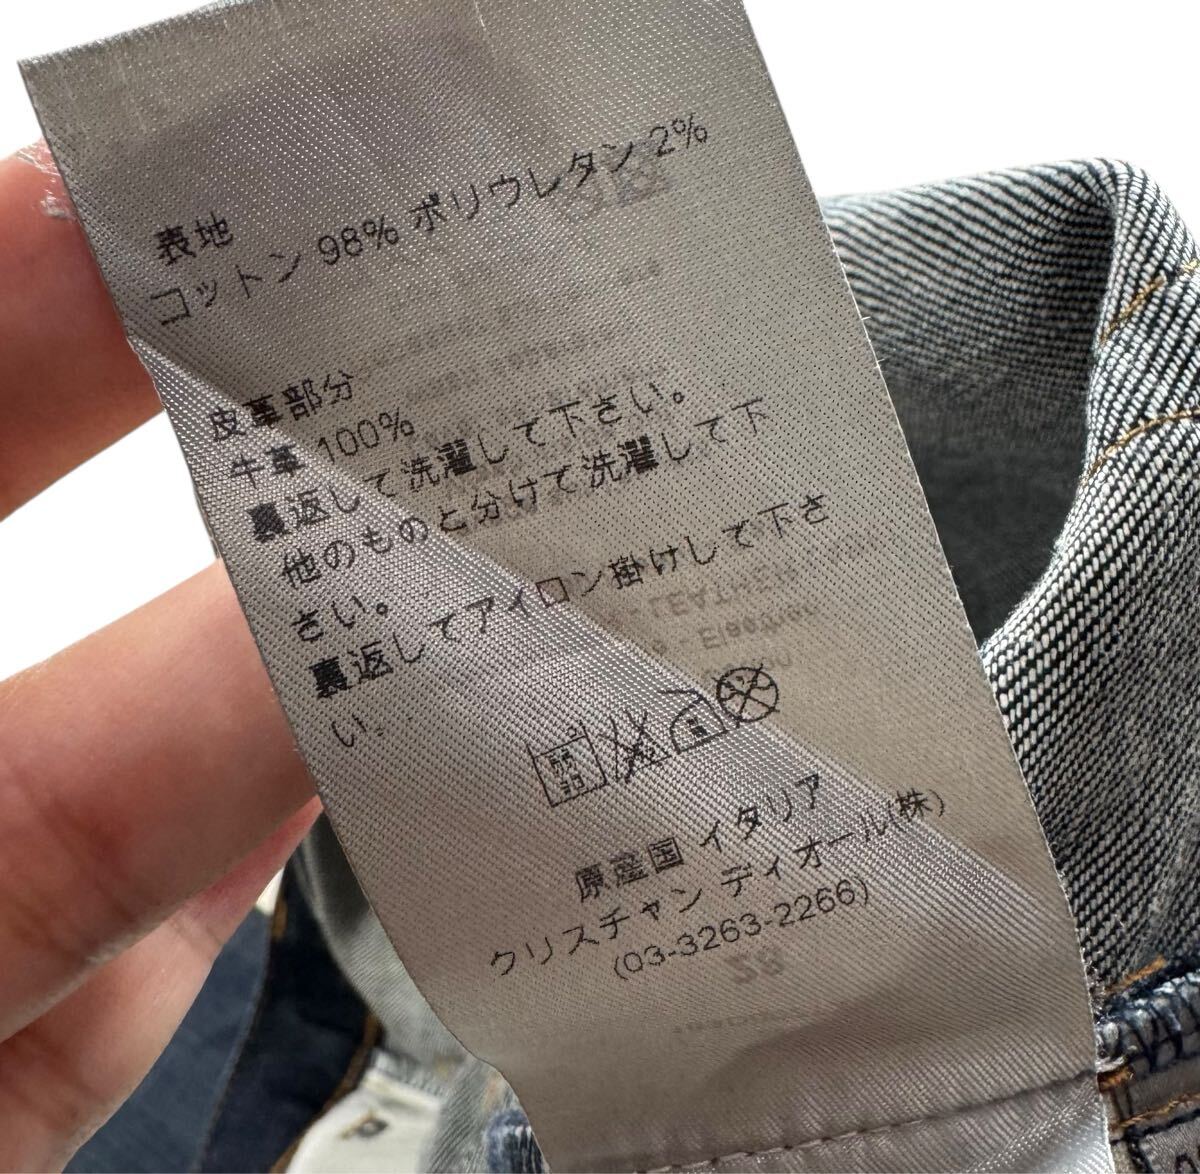 表地
コットン 98% ポリウレタン 2%
皮革部分
牛革 100%
裏返して洗濯して下さい。
他のものと分けて洗濯して下
さい。
裏返してアイロン掛けして下さ
い。
原産国 イタリア
クリスチャン ディオール(株)
(03-3263-2266)
28